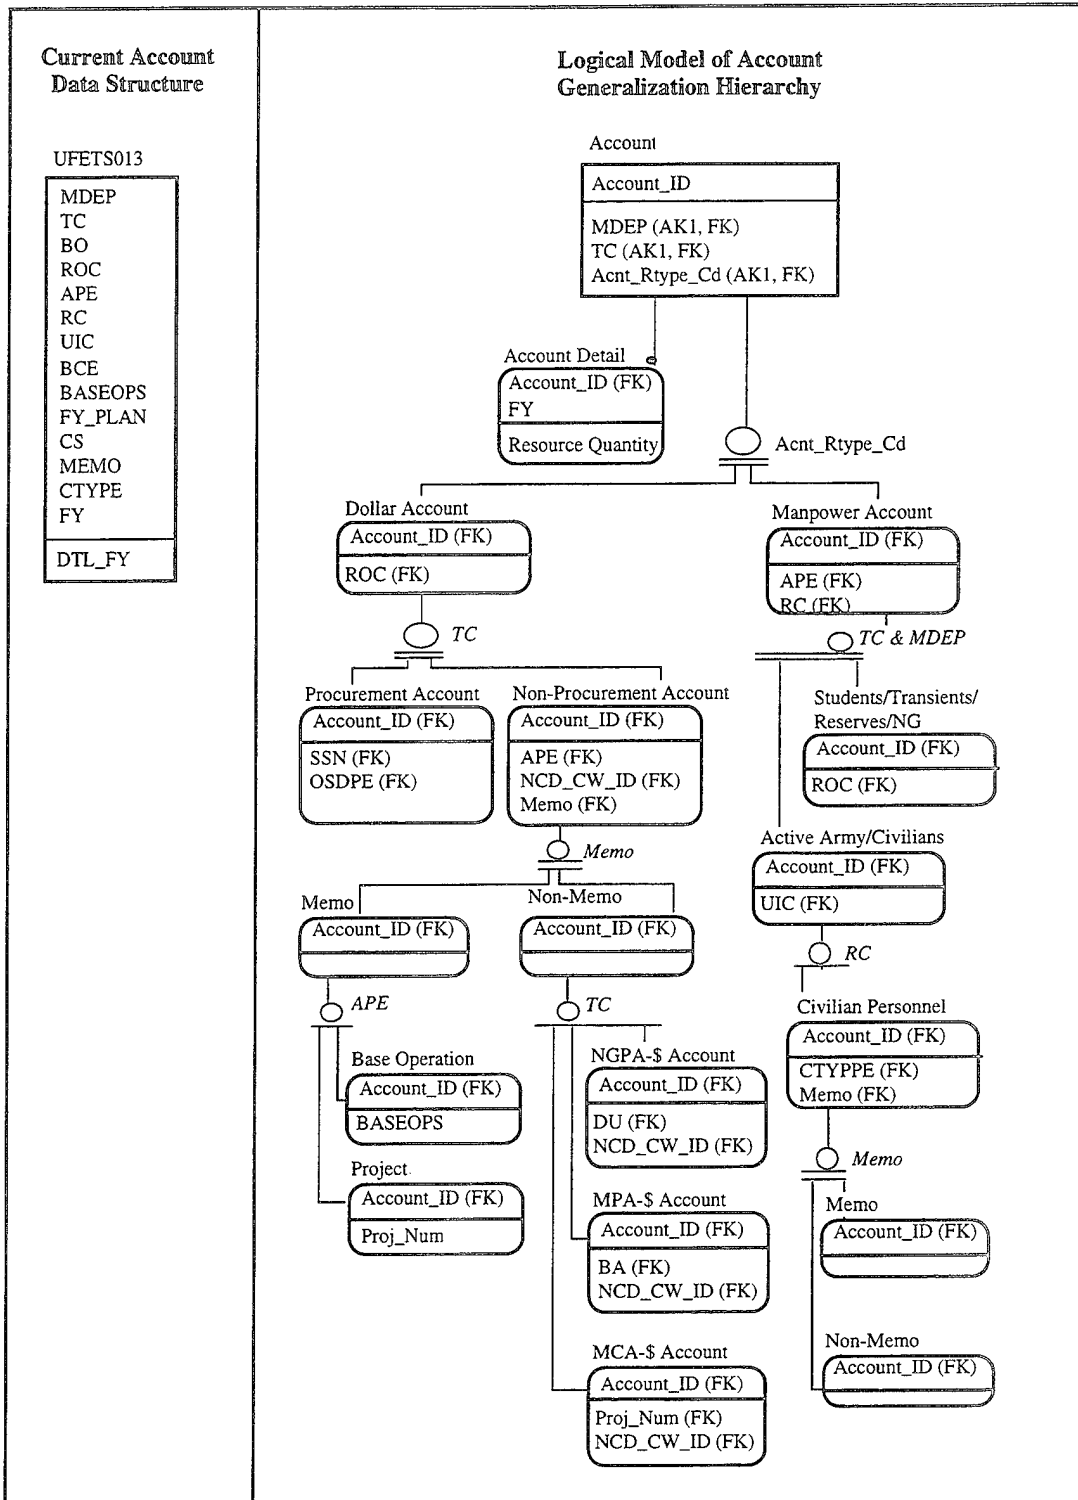 Current Account
Data Structure
UFETS013
MDEP
TC
BO
ROC
APE
RC
UIC
BCE
BASEOPS
FY_PLAN
CS
MEMO
CTYPE
FY
DTL_FY
Logical Model of Account
Generalization Hierarchy
Account
Account_ID
MDEP (AK1, FK)
TC (AK1, FK)
Acnt_Rtype_Cd (AK1, FK)
Account Detail
Account_ID (FK)
FY
Resource Quantity
Acnt_Rtype_Cd
Dollar Account
Account_ID (FK)
ROC (FK)
Manpower Account
Account_ID (FK)
APE (FK)
RC (FK)
TC
TC & MDEP
Procurement Account
Account_ID (FK)
SSN (FK)
OSDPE (FK)
Non-Procurement Account
Account_ID (FK)
APE (FK)
NCD_CW_ID (FK)
Memo (FK)
Students/Transients/
Reserves/NG
Account_ID (FK)
ROC (FK)
Active Army/Civilians
Account_ID (FK)
UIC (FK)
Memo
Memo
Account_ID (FK)
Non-Memo
Account_ID (FK)
RC
APE
TC
Civilian Personnel
Account_ID (FK)
CTYPPE (FK)
Memo (FK)
Base Operation
Account_ID (FK)
BASEOPS
NGPA-$ Account
Account_ID (FK)
DU (FK)
NCD_CW_ID (FK)
Memo
Project
Account_ID (FK)
Proj_Num
MPA-$ Account
Account_ID (FK)
BA (FK)
NCD_CW_ID (FK)
Memo
Account_ID (FK)
MCA-$ Account
Account_ID (FK)
Proj_Num (FK)
NCD_CW_ID (FK)
Non-Memo
Account_ID (FK)